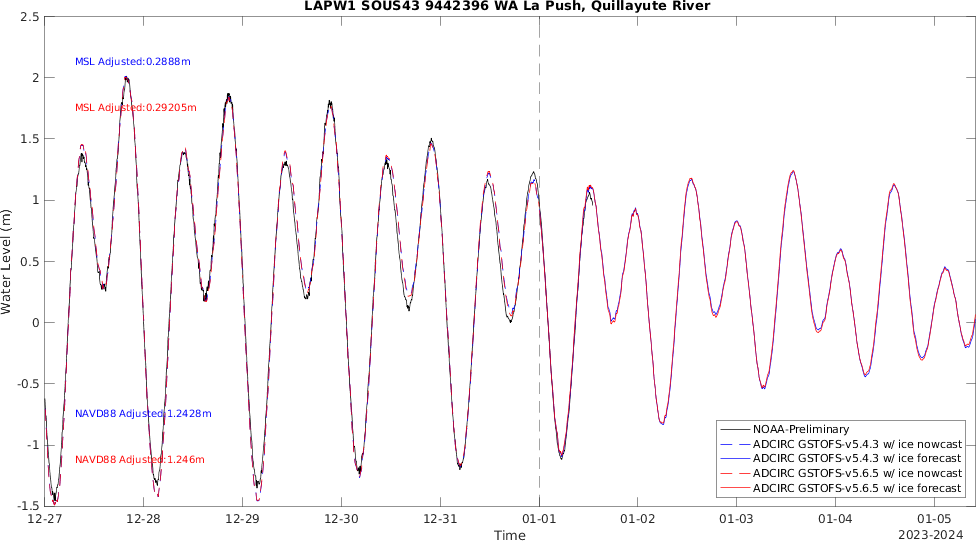 LAPW1 SOUS43 9442396 WA La Push, Quillayute River
Water Level (m)
2.5
2
1.5
1
0.5
0
-0.5
-1
-1.5
MSL Adjusted:0.2888m
MSL Adjusted:0.29205m
NAVD88 Adjusted:1.2428m
NAVD88 Adjusted:1.246m
NOAA-Preliminary
ADCIRC GSTOFS-v5.4.3 w/ ice nowcast
ADCIRC GSTOFS-v5.4.3 w/ ice forecast
ADCIRC GSTOFS-v5.6.5 w/ ice nowcast
ADCIRC GSTOFS-v5.6.5 w/ ice forecast
12-27 12-28 12-29 12-30 12-31 01-01 01-02 01-03 01-04 01-05
Time
2023-2024